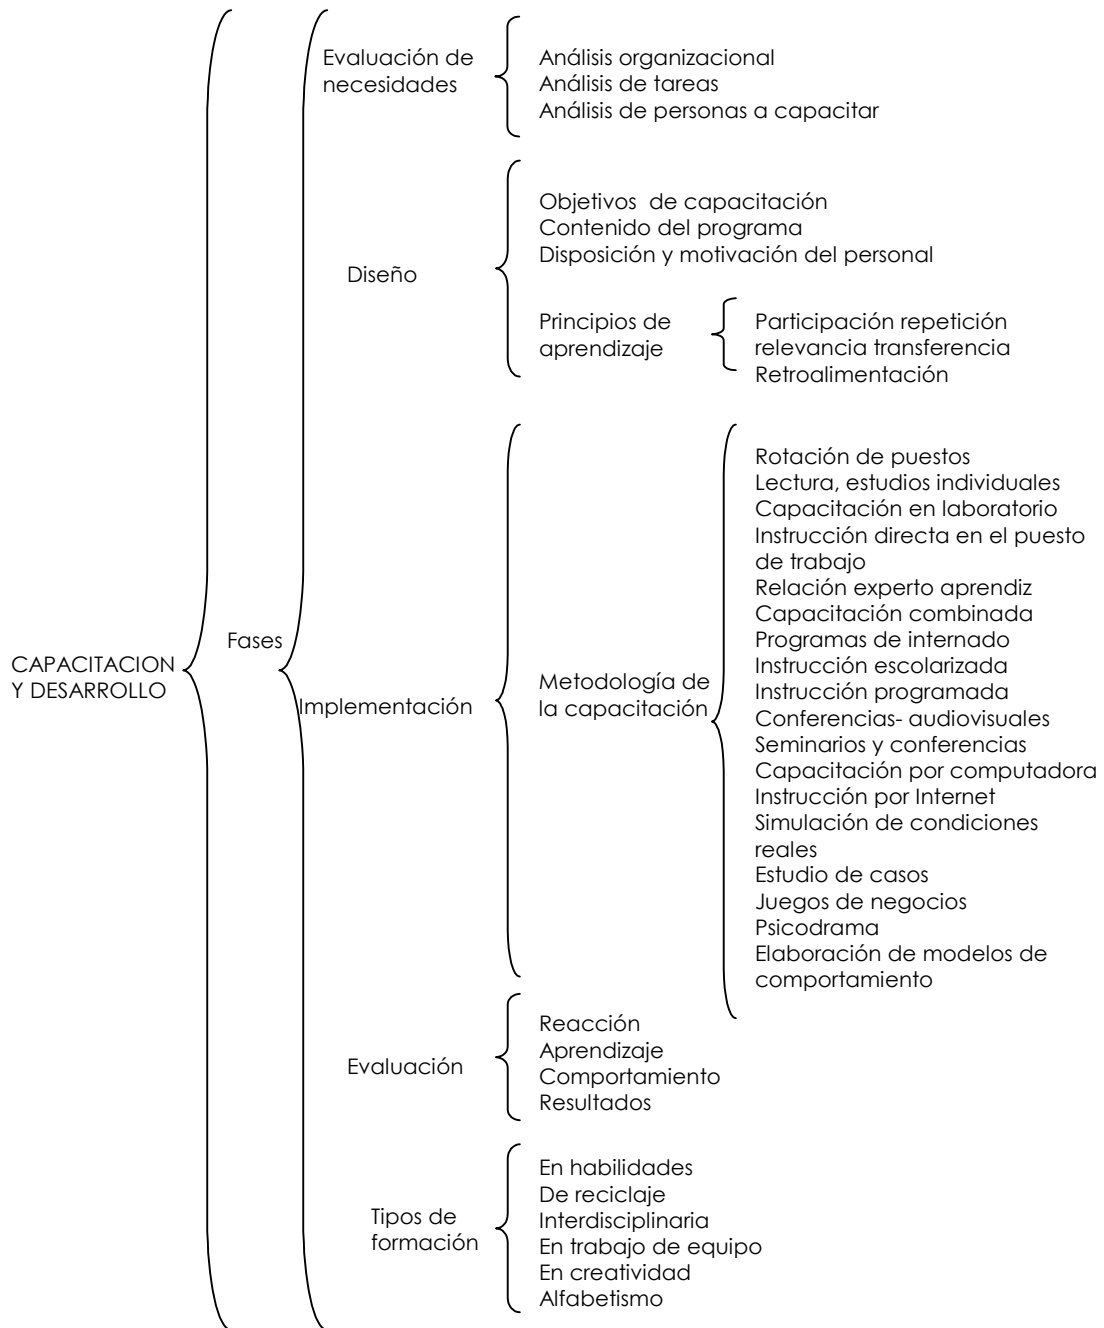 CAPACITACION
Y DESARROLLO
Fases
Evaluación de
necesidades
Análisis organizacional
Análisis de tareas
Análisis de personas a capacitar
Diseño
Objetivos de capacitación
Contenido del programa
Disposición y motivación del personal
Principios de
aprendizaje
Participación repetición
relevancia transferencia
Retroalimentación
Implementación
Metodología de
la capacitación
Rotación de puestos
Lectura, estudios individuales
Capacitación en laboratorio
Instrucción directa en el puesto
de trabajo
Relación experto aprendiz
Capacitación combinada
Programas de internado
Instrucción escolarizada
Instrucción programada
Conferencias- audiovisuales
Seminarios y conferencias
Capacitación por computadora
Instrucción por Internet
Simulación de condiciones
reales
Estudio de casos
Juegos de negocios
Psicodrama
Elaboración de modelos de
comportamiento
Evaluación
Reacción
Aprendizaje
Comportamiento
Resultados
Tipos de
formación
En habilidades
De reciclaje
Interdisciplinaria
En trabajo de equipo
En creatividad
Alfabetismo